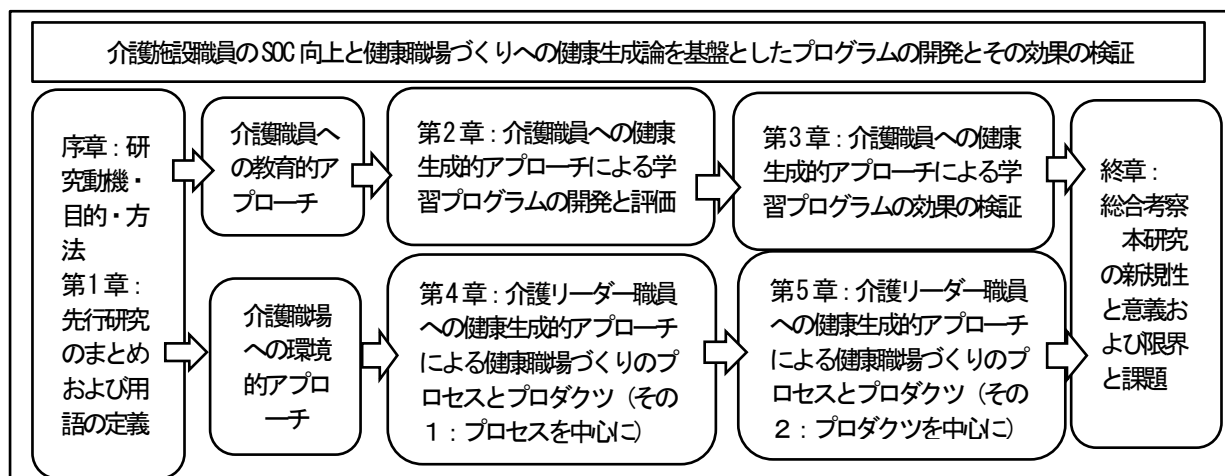 介護施設職員のSOC向上と健康職場づくりへの健康生成論を基盤としたプログラムの開発とその効果の検証
序章：研
究動機・
目的・方
法
第1章：
先行研究
のまとめ
および用
語の定義
介護職員へ
の教育的ア
プローチ
第2章：介護職員への健康
生成的アプローチによる学
習プログラムの開発と評価
第3章：介護職員への健康
生成的アプローチによる学
習プログラムの効果の検証
介護職場
への環境
的アプロ
ーチ
第4章：介護リーダー職員
への健康生成的アプローチ
による健康職場づくりのプ
ロセスとプロダクツ（その
１：プロセスを中心に）
第5章：介護リーダー職員
への健康生成的アプローチ
による健康職場づくりのプ
ロセスとプロダクツ（その
２：プロダクツを中心に）
終章：
総合考察
本研究
の新規性
と意義お
よび限界
と課題